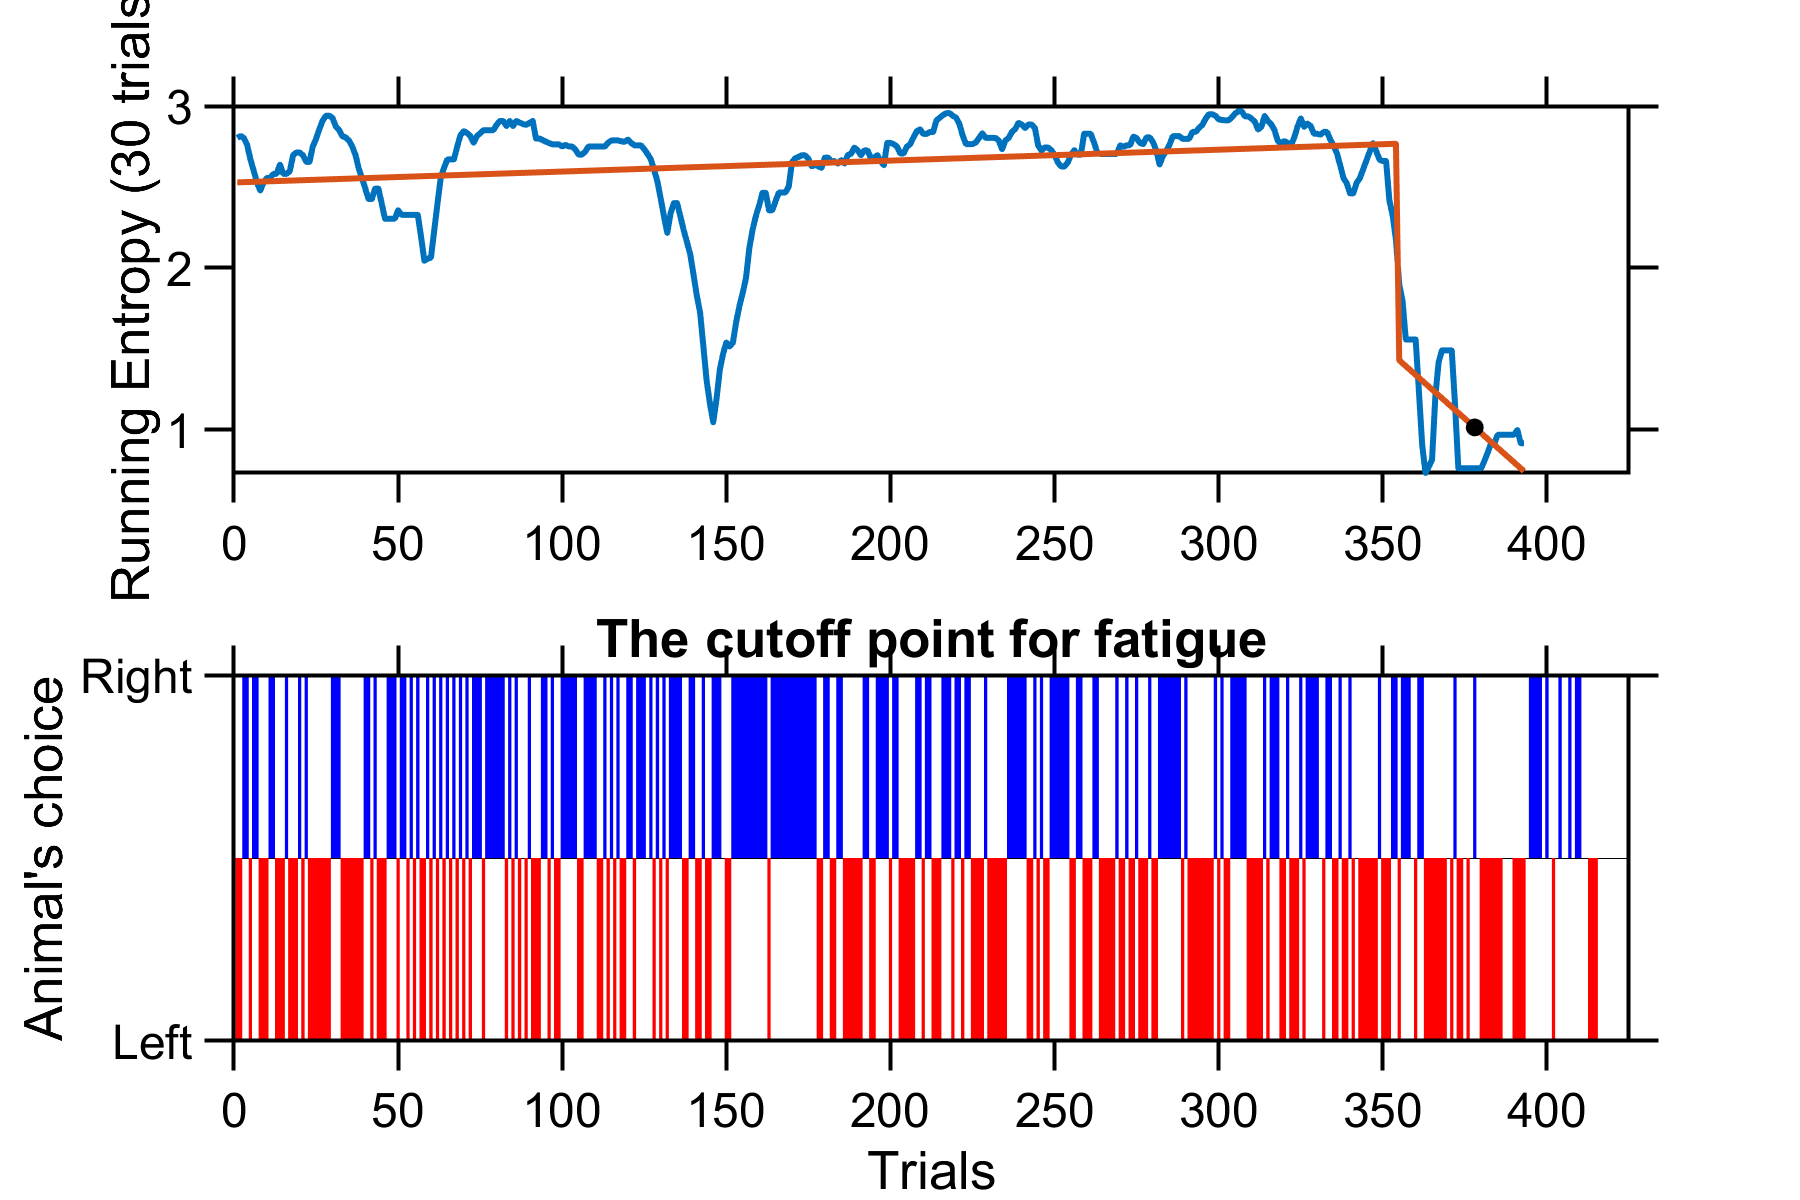 Running Entropy (30 trials
3
2
1
0 50 100 150 200 250 300 350 400
The cutoff point for fatigue
Animal's choice
Right
Left
0 50 100 150 200 250 300 350 400
Trials